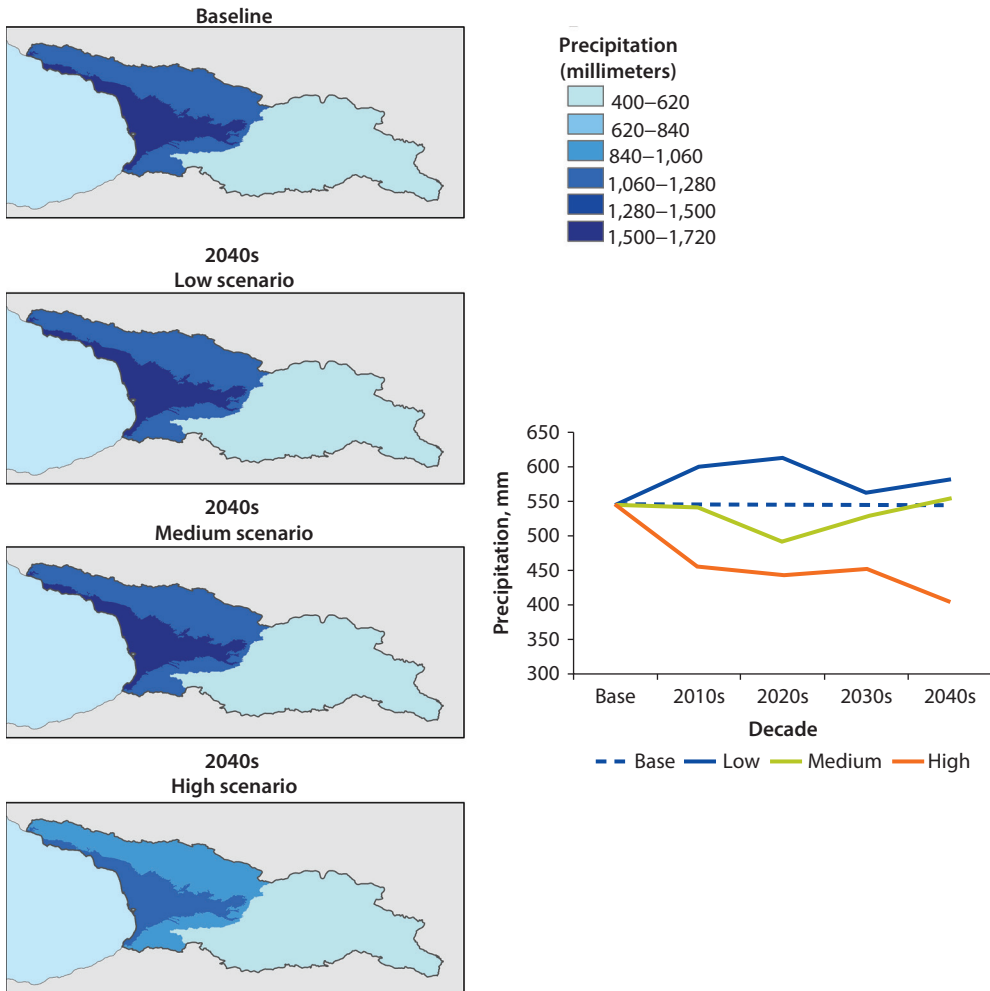 Baseline
Precipitation
(millimeters)
400–620
620–840
840–1,060
1,060–1,280
1,280–1,500
1,500–1,720
2040s
Low scenario
2040s
Medium scenario
2040s
High scenario
650
600
550
500
450
400
350
300
Precipitation, mm
Base 2010s 2020s 2030s 2040s
Decade
Base Low Medium High